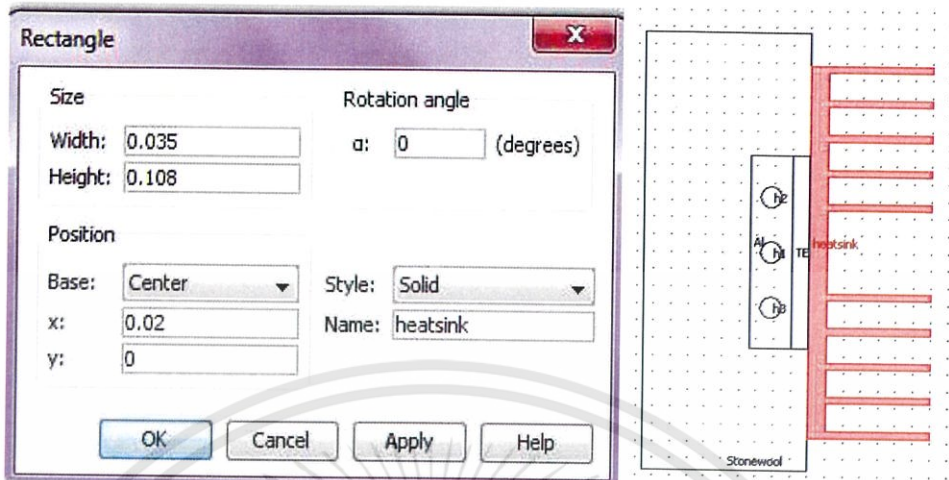 Rectangle
Size
Rotation angle
Width: 0.035
α: 0 (degrees)
Height: 0.108
Position
Base: Center
Style: Solid
x: 0.02
Name: heatsink
y: 0
OK Cancel Apply Help
h2
Al h1 TE heatsink
h3
Stonewool